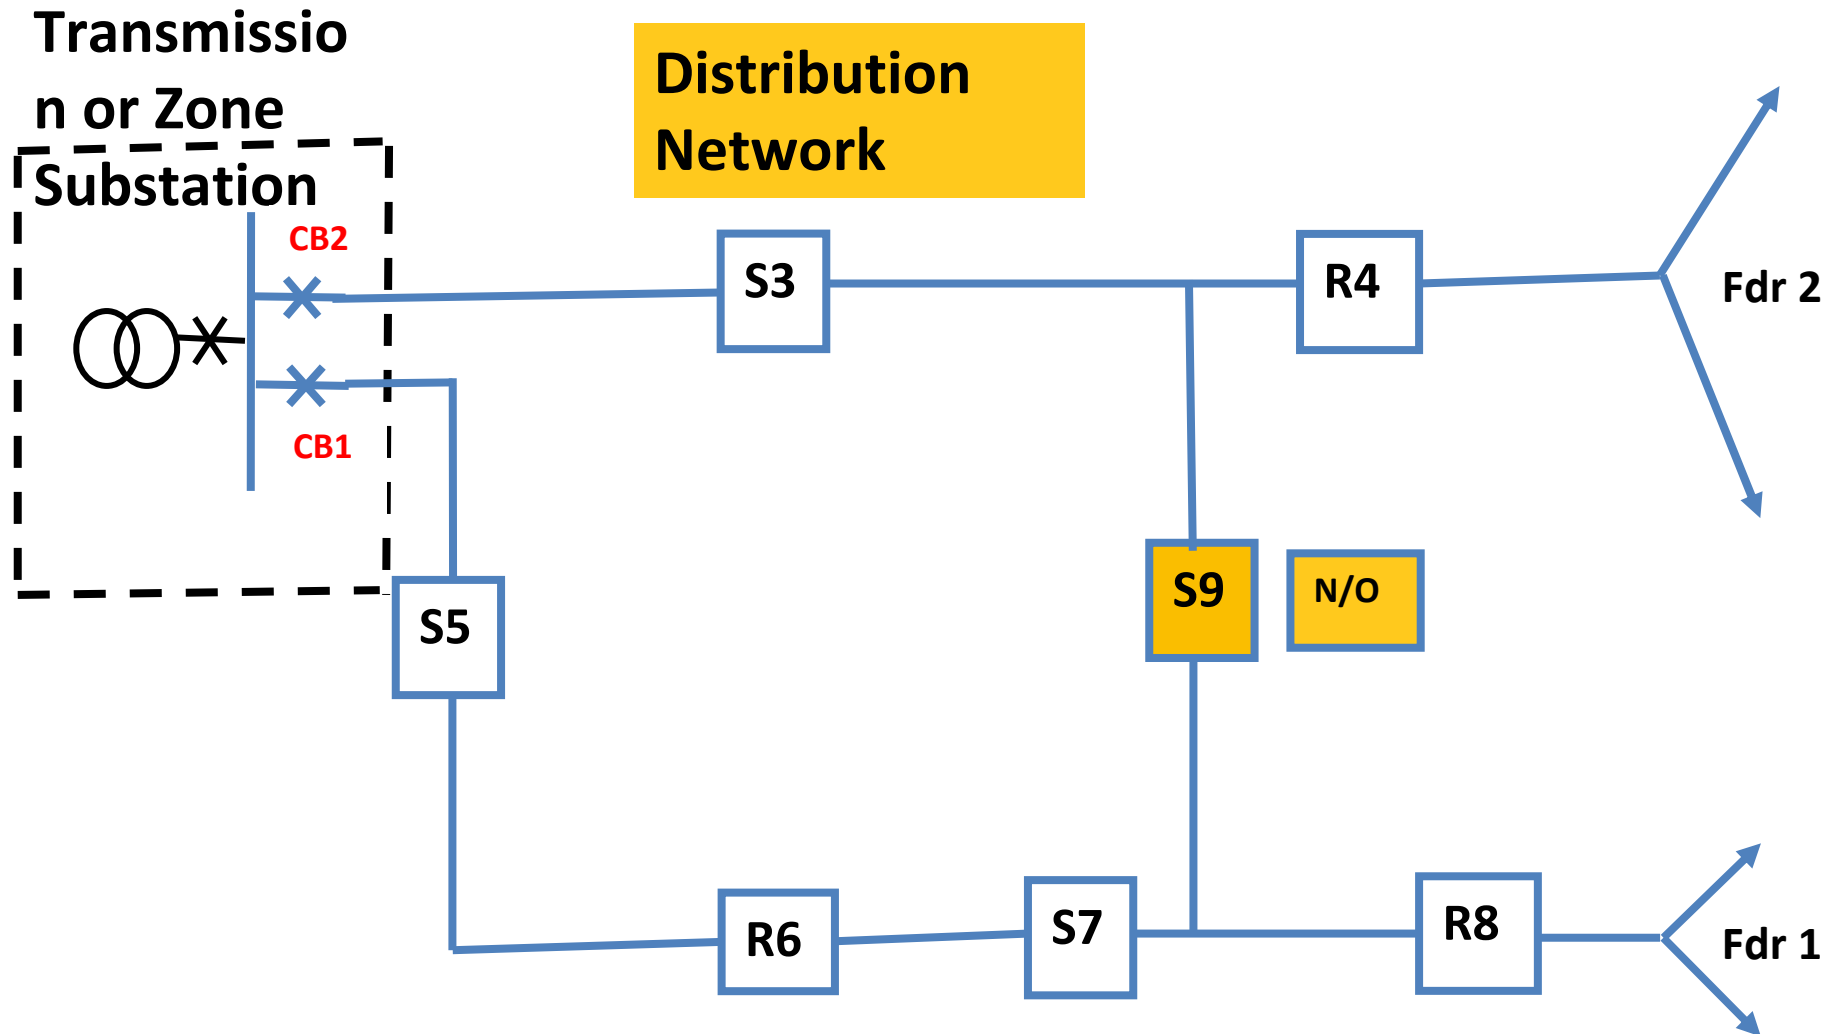 Transmissio
n or Zone
Substation
Distribution
Network
CB2
S3
R4
Fdr 2
CB1
S9
N/O
S5
R6
S7
R8
Fdr 1